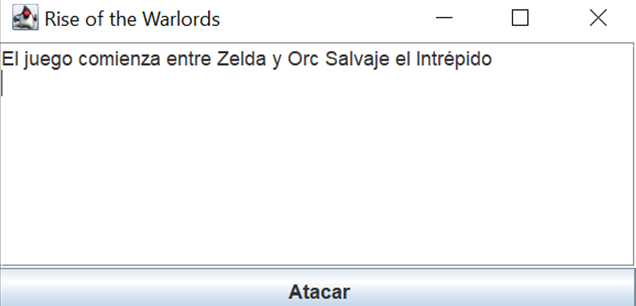 Rise of the Warlords
El juego comienza entre Zelda y Orc Salvaje el Intrépido
Atacar